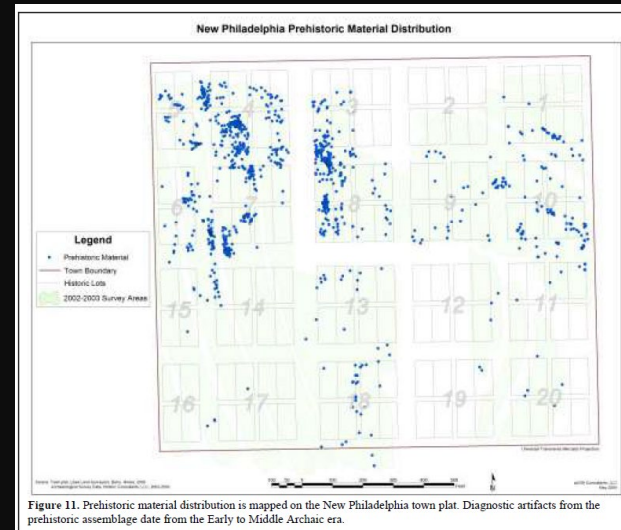 New Philadelphia Prehistoric Material Distribution
5 4 3 2 1
6 7 8 9 10
Legend
Prehistoric Material
Town Boundary
Historic Lots
2002-2003 Survey Areas
15 14 13 12 11
16 17 18 19 20
N
Figure 11. Prehistoric material distribution is mapped on the New Philadelphia town plat. Diagnostic artifacts from the
prehistoric assemblage date from the Early to Middle Archaic era.